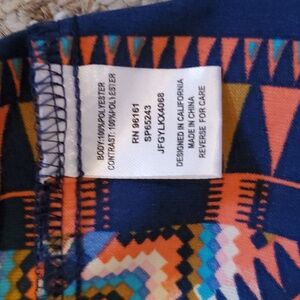 BODY:100%POLYESTER
CONTRAST: 100%POLYESTER
RN 96161
SP65243
JFGYLKX4068
DESIGNED IN CALIFORNIA
MADE IN CHINA
REVERSE FOR CARE